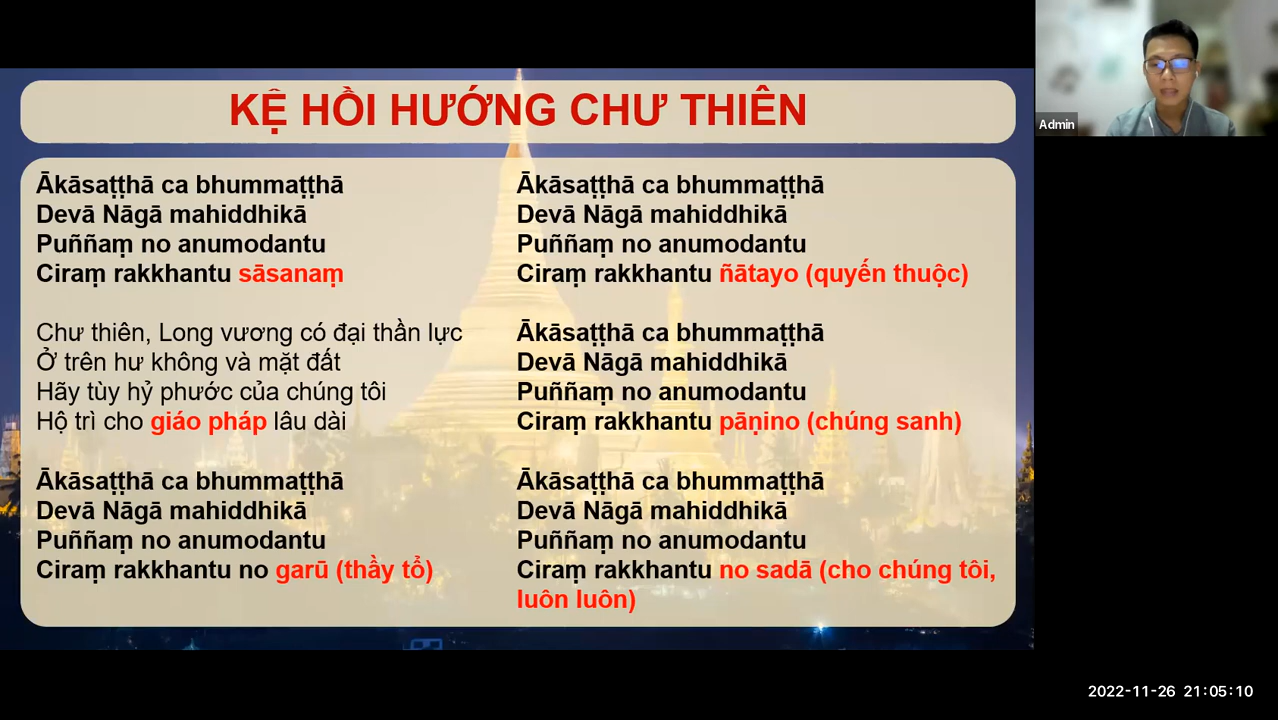 KỆ HỒI HƯỚNG CHƯ THIÊN
Ākāsaṭṭhā ca bhummaṭṭhā
Devā Nāgā mahiddhikā
Puññaṃ no anumodantu
Ciraṃ rakkhantu sāsanaṃ
Chư thiên, Long vương có đại thần lực
Ở trên hư không và mặt đất
Hãy tùy hỷ phước của chúng tôi
Hộ trì cho giáo pháp lâu dài
Ākāsaṭṭhā ca bhummaṭṭhā
Devā Nāgā mahiddhikā
Puññaṃ no anumodantu
Ciraṃ rakkhantu no garū (thầy tổ)
Ākāsaṭṭhā ca bhummaṭṭhā
Devā Nāgā mahiddhikā
Puññaṃ no anumodantu
Ciraṃ rakkhantu ñātayo (quyến thuộc)
Ākāsaṭṭhā ca bhummaṭṭhā
Devā Nāgā mahiddhikā
Puññaṃ no anumodantu
Ciraṃ rakkhantu pāṇino (chúng sanh)
Ākāsaṭṭhā ca bhummaṭṭhā
Devā Nāgā mahiddhikā
Puññaṃ no anumodantu
Ciraṃ rakkhantu no sadā (cho chúng tôi,
luôn luôn)
Admin
2022-11-26 21:05:10